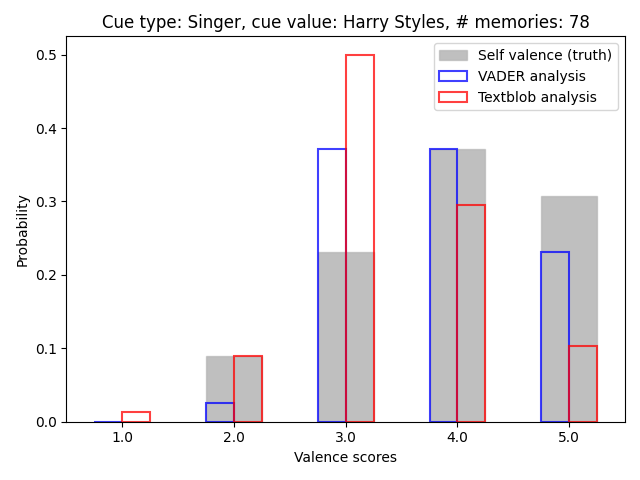 Cue type: Singer, cue value: Harry Styles, # memories: 78
Self valence (truth)
VADER analysis
Textblob analysis
Probability
0.5
0.4
0.3
0.2
0.1
0.0
1.0 2.0 3.0 4.0 5.0
Valence scores